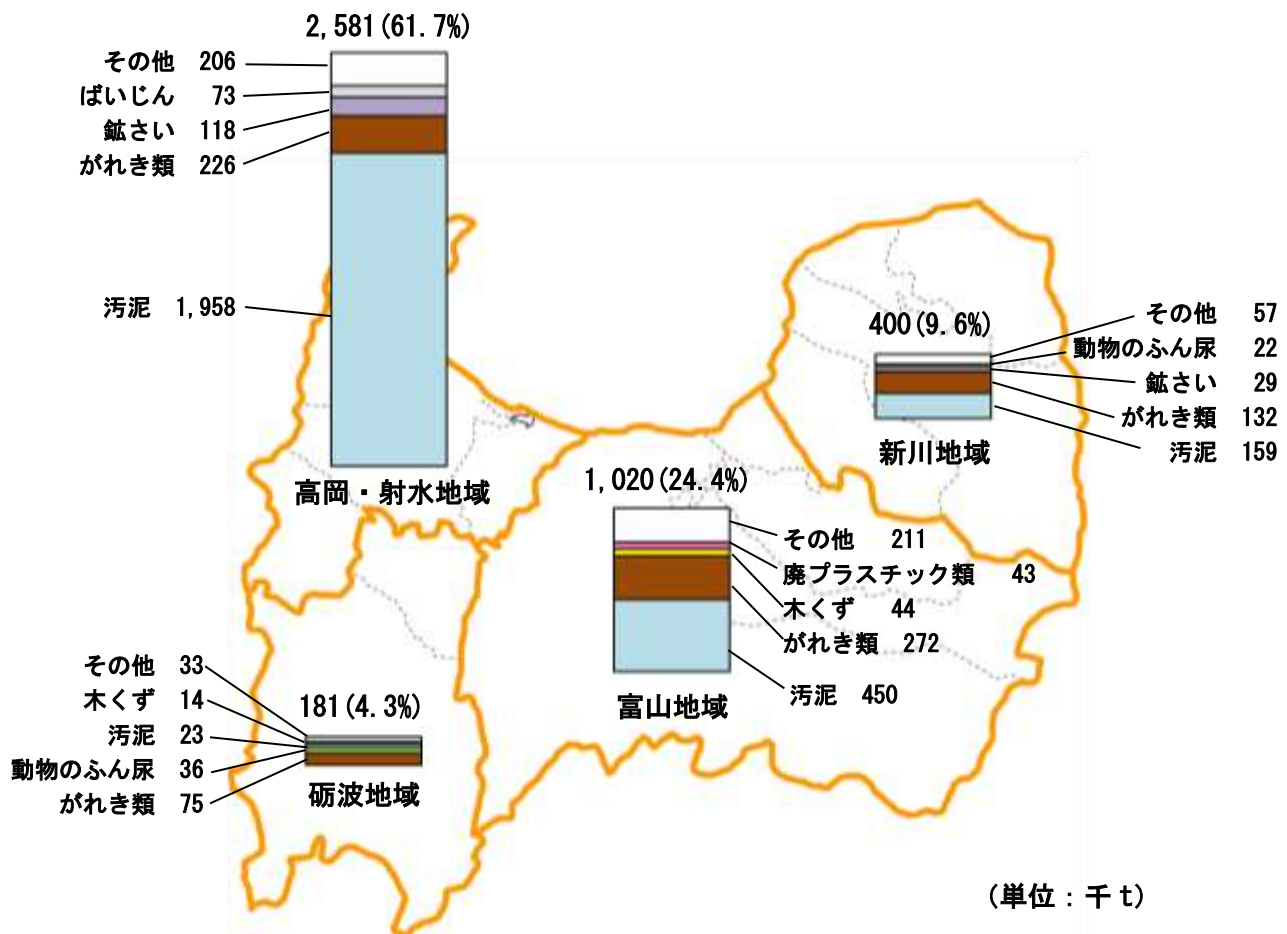 2,581(61.7%)
その他 206
ばいじん 73
鉱さい 118
がれき類 226
汚泥 1,958
高岡・射水地域
400(9.6%)
その他 57
動物のふん尿 22
鉱さい 29
がれき類 132
汚泥 159
新川地域
1,020(24.4%)
その他 211
廃プラスチック類 43
木くず 44
がれき類 272
汚泥 450
富山地域
181(4.3%)
その他 33
木くず 14
汚泥 23
動物のふん尿 36
がれき類 75
砺波地域
(単位:千t)